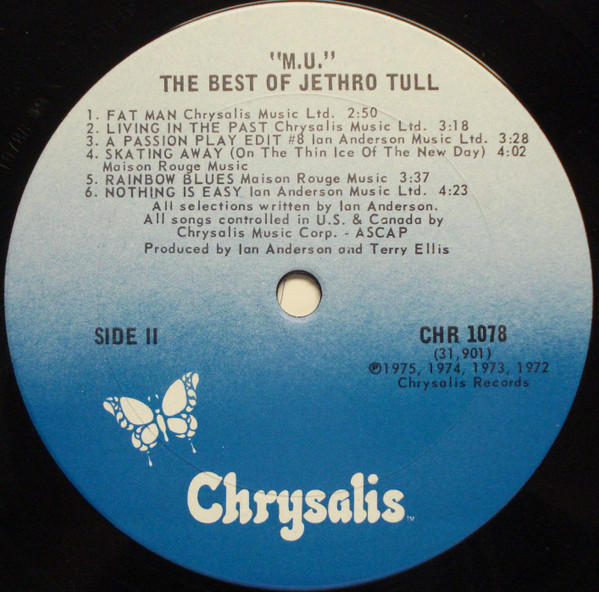 "M.U."
THE BEST OF JETHRO TULL
1. FAT MAN Chrysalis Music Ltd. 2:50
2. LIVING IN THE PAST Chrysalis Music Ltd. 3:18
3. A PASSION PLAY EDIT #8 Ian Anderson Music Ltd. 3:28
4. SKATING AWAY (On The Thin Ice Of The New Day) 4:02
Maison Rouge Music
5. RAINBOW BLUES Maison Rouge Music 3:37
6. NOTHING IS EASY Ian Anderson Music Ltd. 4:23
All selections written by Ian Anderson.
All songs controlled in U.S. & Canada by
Chrysalis Music Corp. - ASCAP
Produced by Ian Anderson and Terry Ellis
SIDE II
CHR 1078
(31,901)
℗1975, 1974, 1973, 1972
Chrysalis Records
Chrysalis™